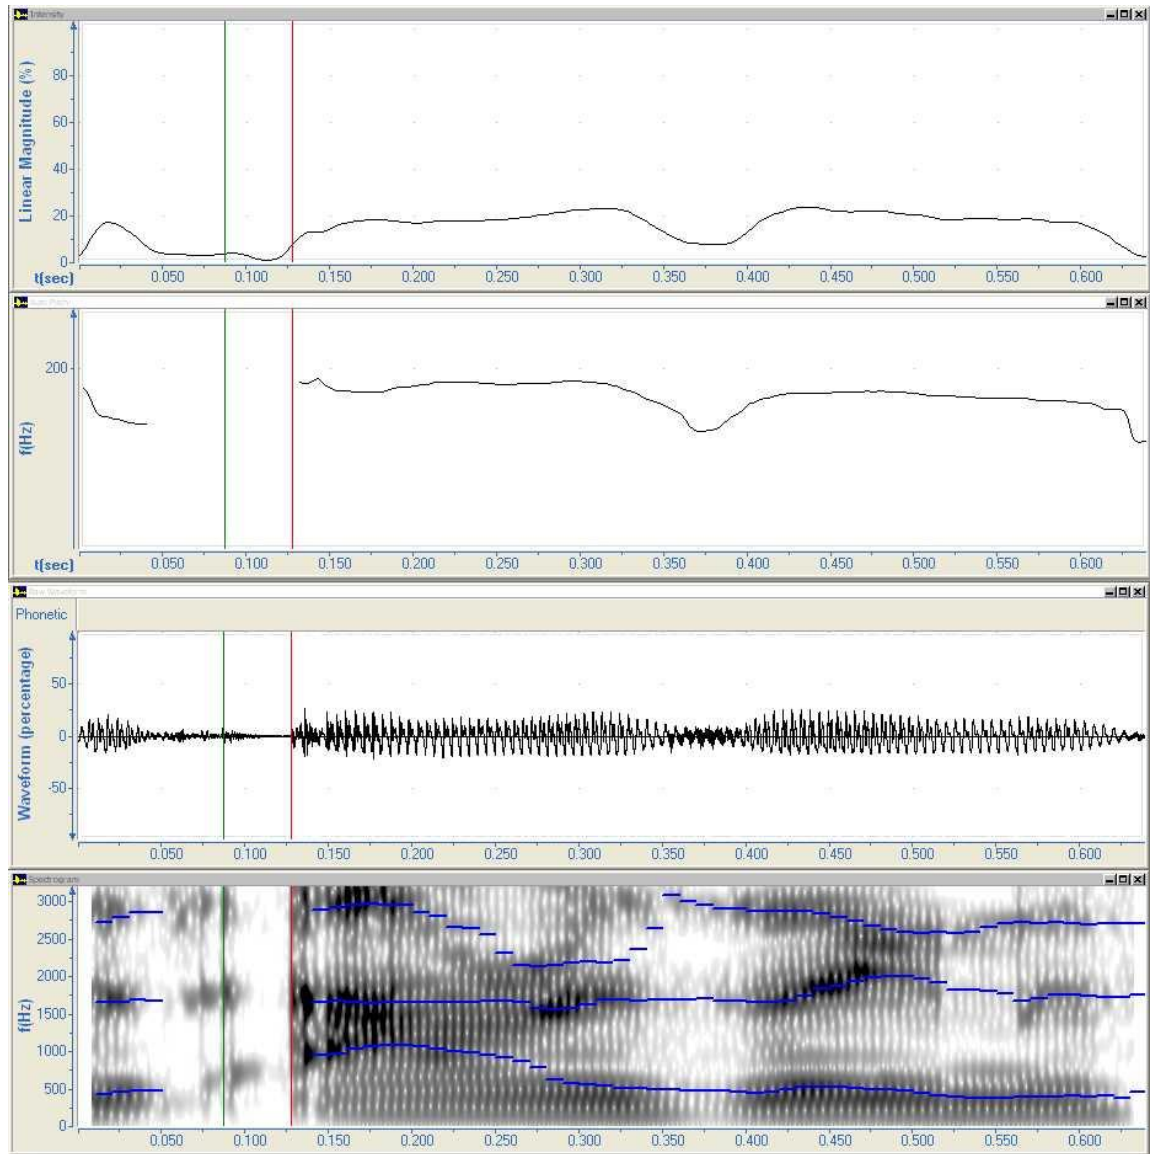 Intensity
Linear Magnitude (%)
80
60
40
20
0
t(sec)
0.050 0.100 0.150 0.200 0.250 0.300 0.350 0.400 0.450 0.500 0.550 0.600
Auto Pitch
200
f(Hz)
t(sec)
0.050 0.100 0.150 0.200 0.250 0.300 0.350 0.400 0.450 0.500 0.550 0.600
Raw Waveform
Phonetic
Waveform (percentage)
50
0
-50
0.050 0.100 0.150 0.200 0.250 0.300 0.350 0.400 0.450 0.500 0.550 0.600
Spectrogram
3000
2500
2000
1500
1000
500
0
f(Hz)
0.050 0.100 0.150 0.200 0.250 0.300 0.350 0.400 0.450 0.500 0.550 0.600